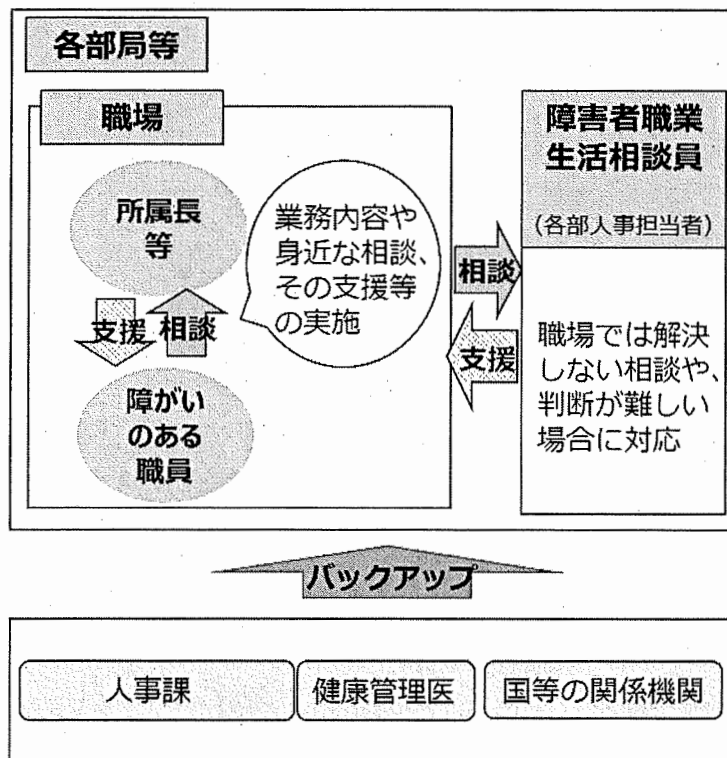 各部局等
職場
所属長
等
支援
相談
障がい
のある
職員
業務内容や
身近な相談、
その支援等
の実施
相談
支援
障害者職業
生活相談員
(各部人事担当者)
職場では解決
しない相談や、
判断が難しい
場合に対応
バックアップ
人事課
健康管理医
国等の関係機関